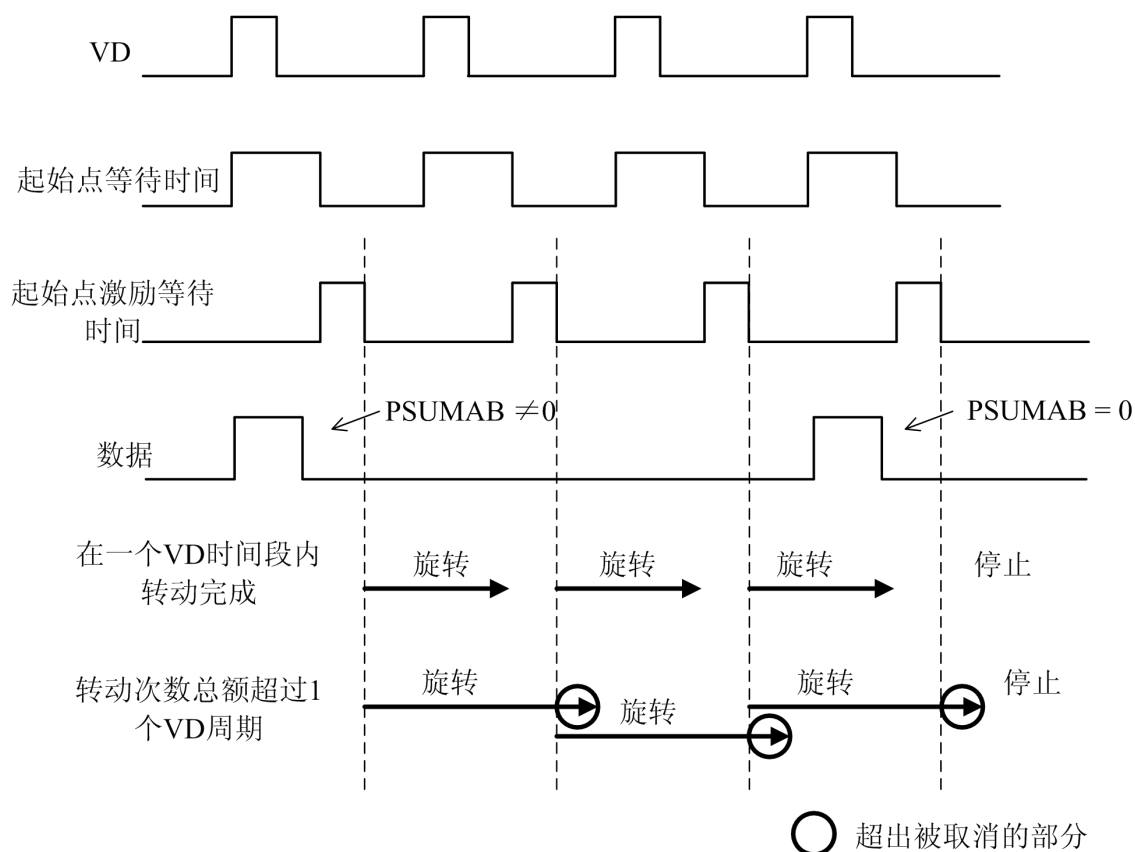 VD
起始点等待时间
起始点激励等待
时间
PSUMAB ≠0
PSUMAB = 0
数据
在一个VD时间段内
转动完成
旋转
旋转
旋转
停止
转动次数总额超过1
个VD周期
旋转
旋转
旋转
停止
超出被取消的部分